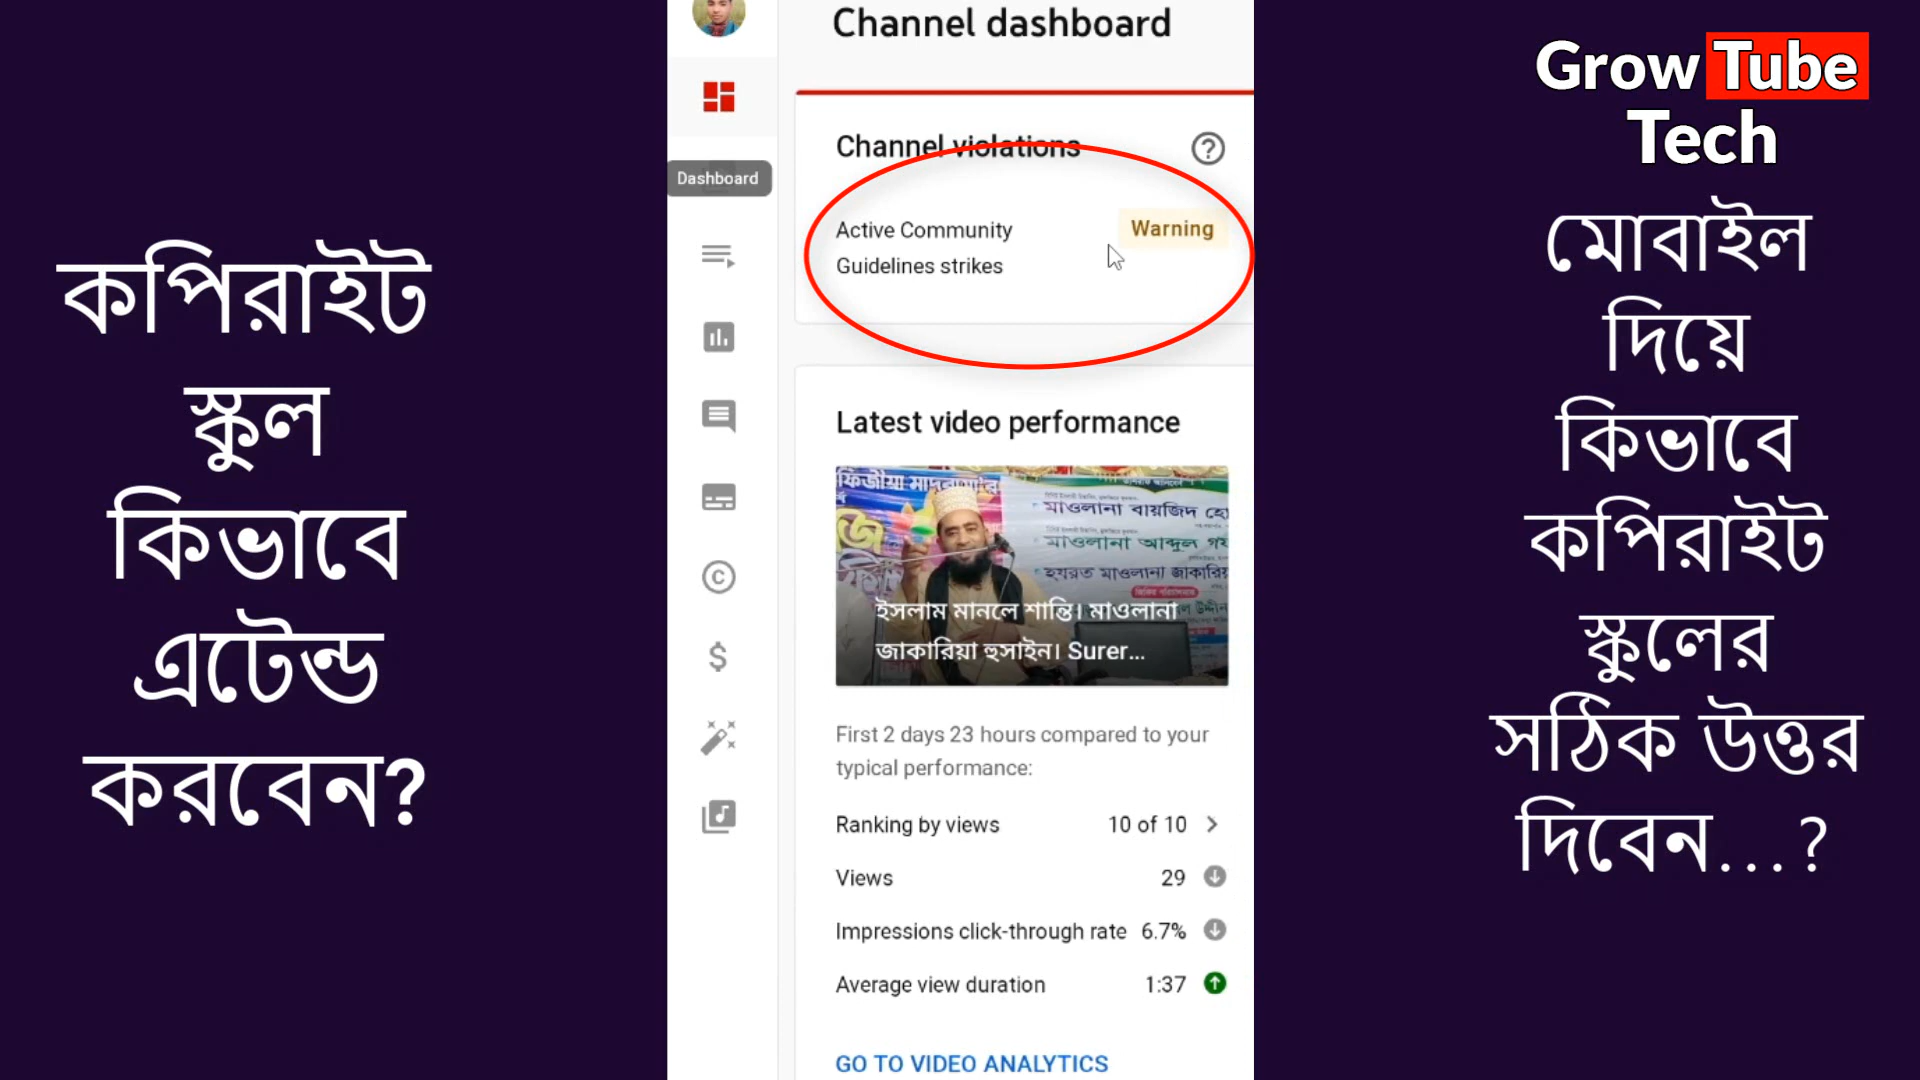 কপিরাইট
স্কুল
কিভাবে
এটেন্ড
করবেন?
Channel dashboard
Channel violations
Dashboard
Active Community
Guidelines strikes
Warning
Latest video performance
মাওলানা বায়জিদ হো
মাওলানা আব্দুল গয
হযরত মাওলানা জাকারিয়
ইসলাম মানলে শান্তি। মাওলানা
জাকারিয়া হুসাইন। Surer...
First 2 days 23 hours compared to your
typical performance:
Ranking by views 10 of 10
Views 29
Impressions click-through rate 6.7%
Average view duration 1:37
GO TO VIDEO ANALYTICS
Grow Tube
Tech
মোবাইল
দিয়ে
কিভাবে
কপিরাইট
স্কুলের
সঠিক উত্তর
দিবেন...?